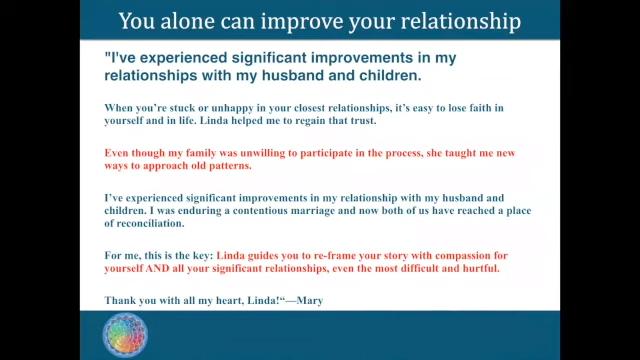 You alone can improve your relationship
"I've experienced significant improvements in my
relationships with my husband and children.
When you're stuck or unhappy in your closest relationships, it's easy to lose faith in
yourself and in life. Linda helped me to regain that trust.
Even though my family was unwilling to participate in the process, she taught me new
ways to approach old patterns.
I've experienced significant improvements in my relationship with my husband and
children. I was enduring a contentious marriage and now both of us have reached a place
of reconciliation.
For me, this is the key: Linda guides you to re-frame your story with compassion for
yourself AND all your significant relationships, even the most difficult and hurtful.
Thank you with all my heart, Linda!“—Mary